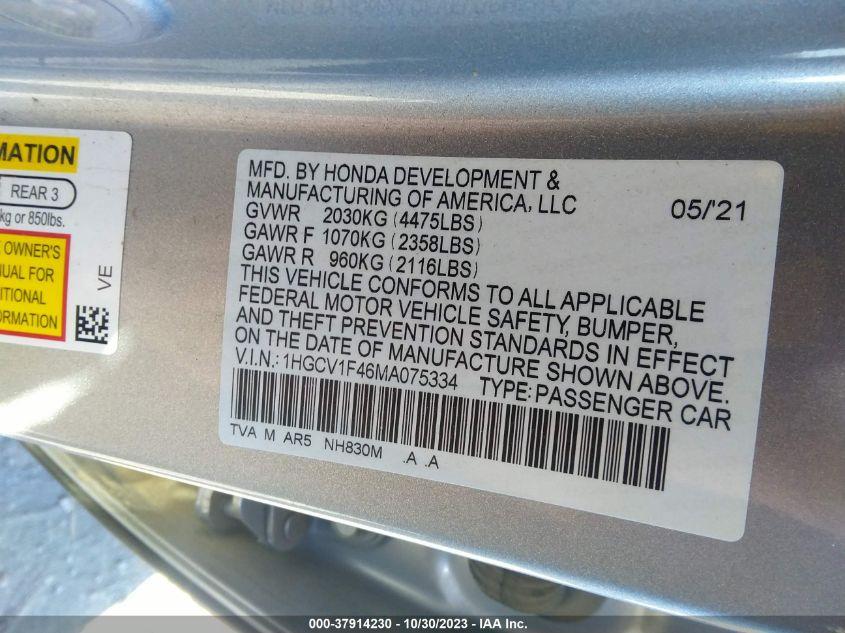 MATION
REAR 3
kg or 850lbs.
OWNER'S
UAL FOR
ITIONAL
ORMATION
VE
MFD. BY HONDA DEVELOPMENT &
MANUFACTURING OF AMERICA, LLC 05/'21
GVWR 2030KG (4475LBS)
GAWR F 1070KG (2358LBS)
GAWR R 960KG (2116LBS)
THIS VEHICLE CONFORMS TO ALL APPLICABLE
FEDERAL MOTOR VEHICLE SAFETY, BUMPER,
AND THEFT PREVENTION STANDARDS IN EFFECT
ON THE DATE OF MANUFACTURE SHOWN ABOVE.
V.I.N.: 1HGCV1F46MA075334 TYPE: PASSENGER CAR
TVA M AR5 NH830M .A .A
000-37914230 - 10/30/2023 - IAAI.com